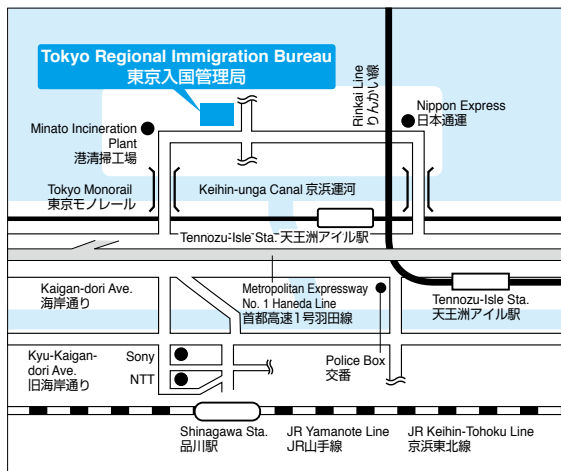 Tokyo Regional Immigration Bureau
東京入国管理局
Rinkai Line
りんかい線
Nippon Express
日本通運
Minato Incineration
Plant
港清掃工場
Tokyo Monorail
東京モノレール
Keihin-unga Canal 京浜運河
Tennozu-Isle Sta. 天王洲アイル駅
Kaigan-dori Ave.
海岸通り
Metropolitan Expressway
No. 1 Haneda Line
首都高速1号羽田線
Tennozu-Isle Sta.
天王洲アイル駅
Kyu-Kaigan-
dori Ave.
旧海岸通り
Sony
NTT
Police Box
交番
Shinagawa Sta.
品川駅
JR Yamanote Line
JR山手線
JR Keihin-Tohoku Line
京浜東北線